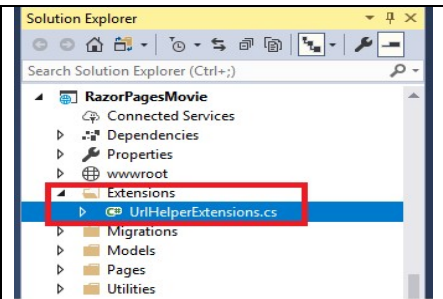 Solution Explorer
Search Solution Explorer (Ctrl+;)
RazorPagesMovie
Connected Services
Dependencies
Properties
wwwroot
Extensions
UrlHelperExtensions.cs
Migrations
Models
Pages
Utilities